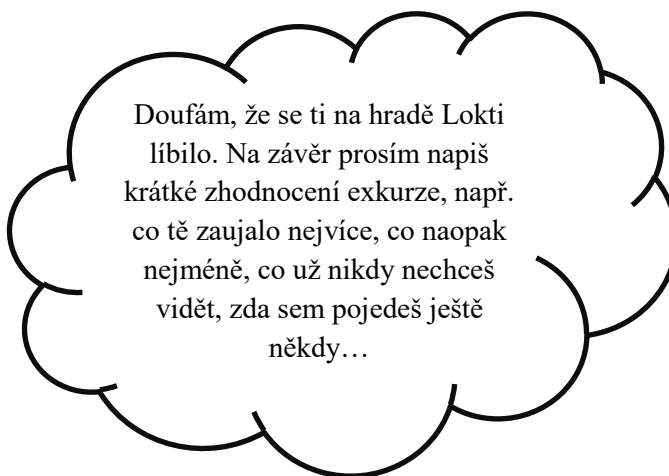 Doufám, že se ti na hradě Lokti
líbilo. Na závěr prosím napiš
krátké zhodnocení exkurze, např.
co tě zaujalo nejvíce, co naopak
nejméně, co už nikdy nechceš
vidět, zda sem pojedeš ještě
někdy…